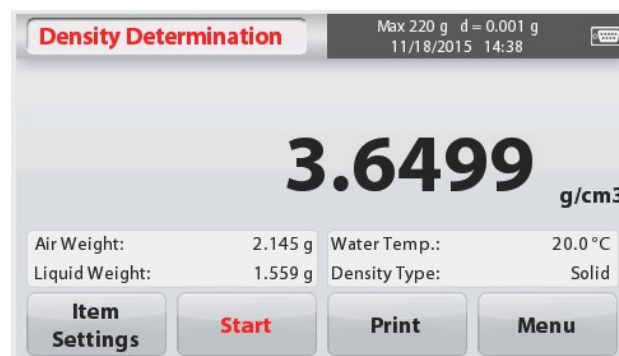 Density Determination
Max 220 g d = 0.001 g
11/18/2015 14:38
3.6499
g/cm3
Air Weight: 2.145 g Water Temp.: 20.0 °C
Liquid Weight: 1.559 g Density Type: Solid
Item Settings Start Print Menu